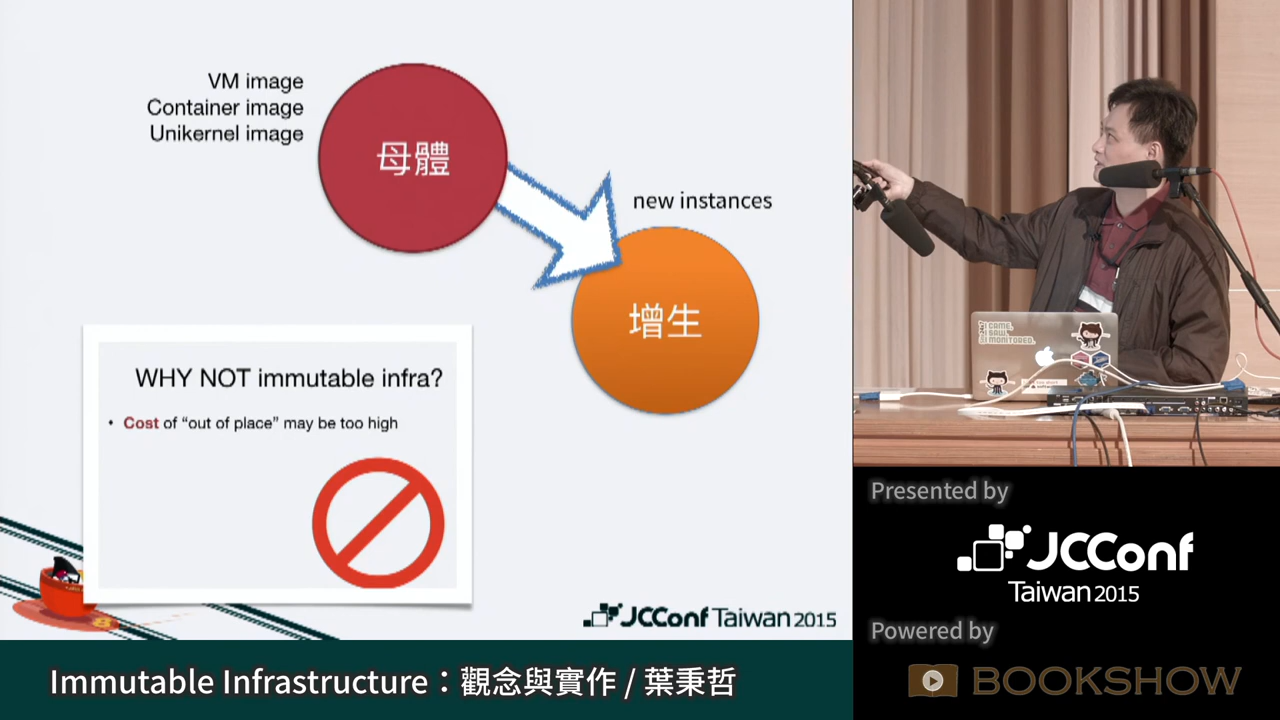 VM image
Container image
Unikernel image
母體
new instances
增生
WHY NOT immutable infra?
• Cost of “out of place” may be too high
JCConf Taiwan 2015
Immutable Infrastructure：觀念與實作 / 葉秉哲
I CAME,
I SAW,
I MONITORED.
Presented by
JCConf
Taiwan 2015
Powered by
BOOKSHOW